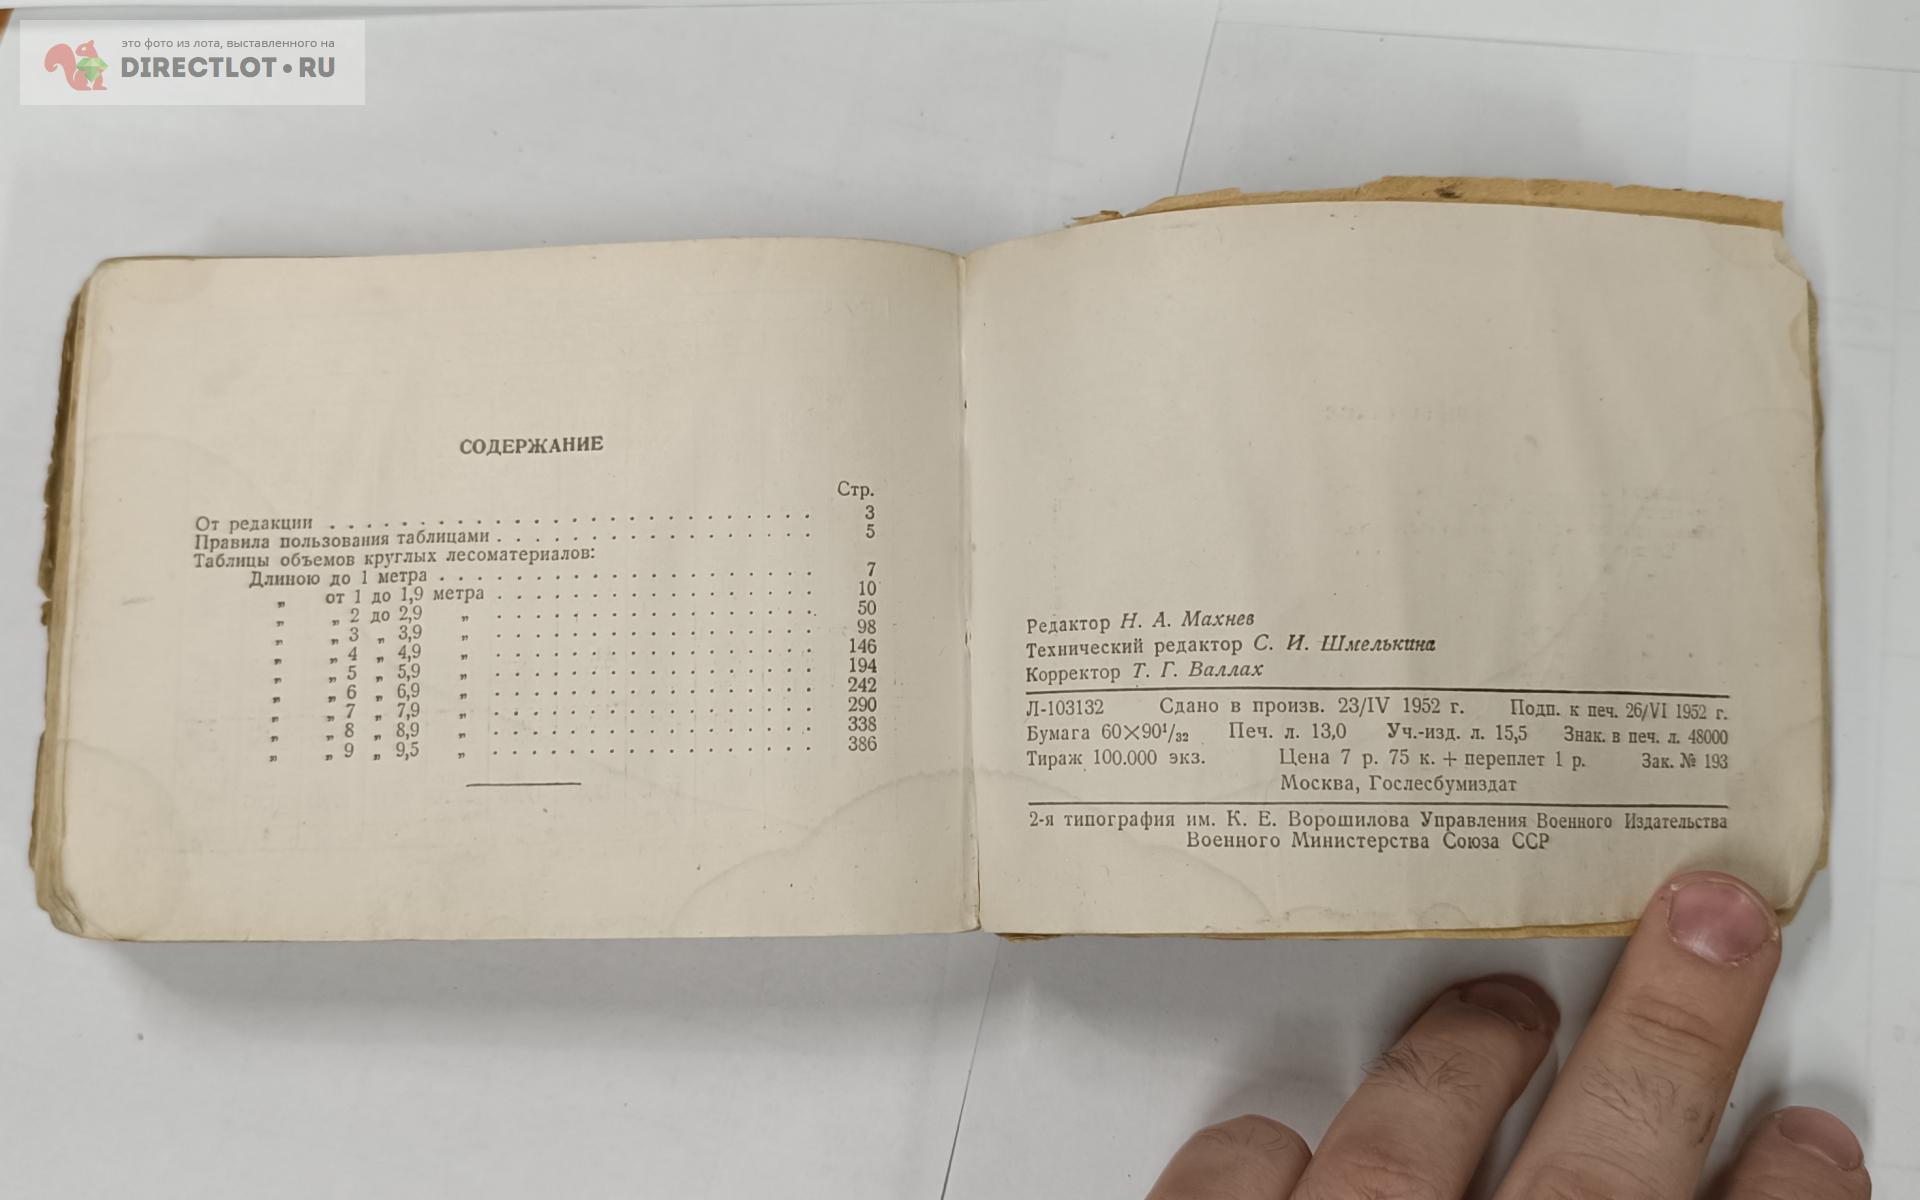 это фото из лота, выставленного на
DIRECTLOT•RU
СОДЕРЖАНИЕ
Стр.
От редакции . . . . . . . . . . . . . . . . . . . . . 3
Правила пользования таблицами . . . . . . . . . . . . . . 5
Таблицы объемов круглых лесоматериалов:
Длиною до 1 метра . . . . . . . . . . . . . . . . 7
„ от 1 до 1,9 метра . . . . . . . . . . . . . . 10
„ „ 2 до 2,9 „ . . . . . . . . . . . . . . 50
„ „ 3 „ 3,9 „ . . . . . . . . . . . . . . 98
„ „ 4 „ 4,9 „ . . . . . . . . . . . . . . 146
„ „ 5 „ 5,9 „ . . . . . . . . . . . . . . 194
„ „ 6 „ 6,9 „ . . . . . . . . . . . . . . 242
„ „ 7 „ 7,9 „ . . . . . . . . . . . . . . 290
„ „ 8 „ 8,9 „ . . . . . . . . . . . . . . 338
„ „ 9 „ 9,5 „ . . . . . . . . . . . . . . 386
Редактор Н. А. Махнев
Технический редактор С. И. Шмелькина
Корректор Т. Г. Валлах
Л-103132 Сдано в произв. 23/IV 1952 г. Подп. к печ. 26/VI 1952 г.
Бумага 60×90¹/₃₂ Печ. л. 13,0 Уч.-изд. л. 15,5 Знак. в печ. л. 48000
Тираж 100.000 экз. Цена 7 р. 75 к. + переплет 1 р. Зак. № 193
Москва, Гослесбумиздат
2-я типография им. К. Е. Ворошилова Управления Военного Издательства
Военного Министерства Союза ССР